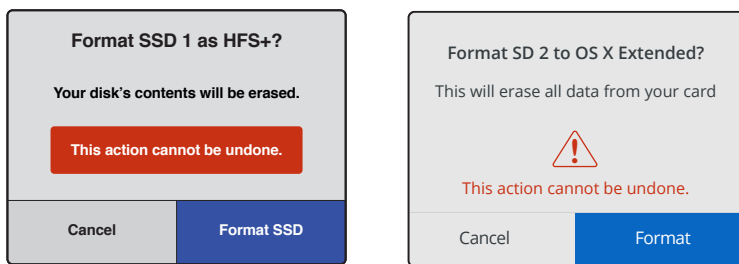 Format SSD 1 as HFS+?
Your disk's contents will be erased.
This action cannot be undone.
Cancel
Format SSD
Format SD 2 to OS X Extended?
This will erase all data from your card
This action cannot be undone.
Cancel
Format